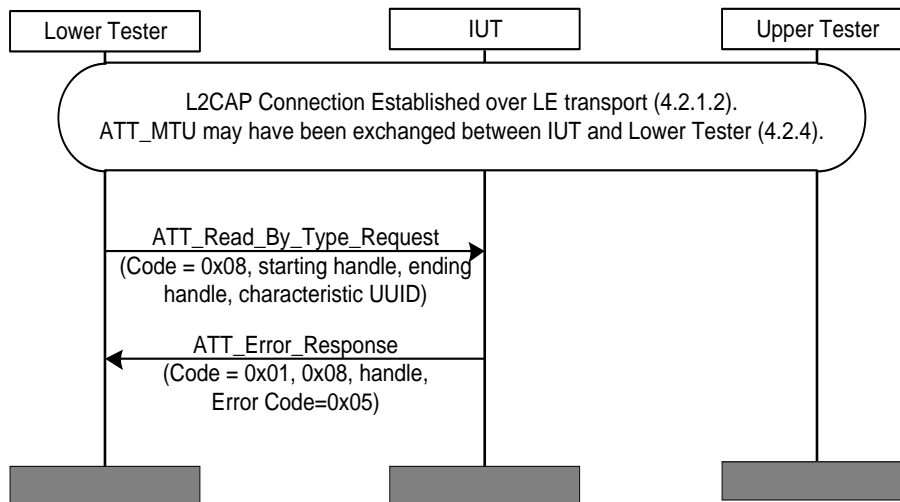 Lower Tester
IUT
Upper Tester
L2CAP Connection Established over LE transport (4.2.1.2).
ATT_MTU may have been exchanged between IUT and Lower Tester (4.2.4).
ATT_Read_By_Type_Request
(Code = 0x08, starting handle, ending
handle, characteristic UUID)
ATT_Error_Response
(Code = 0x01, 0x08, handle,
Error Code=0x05)